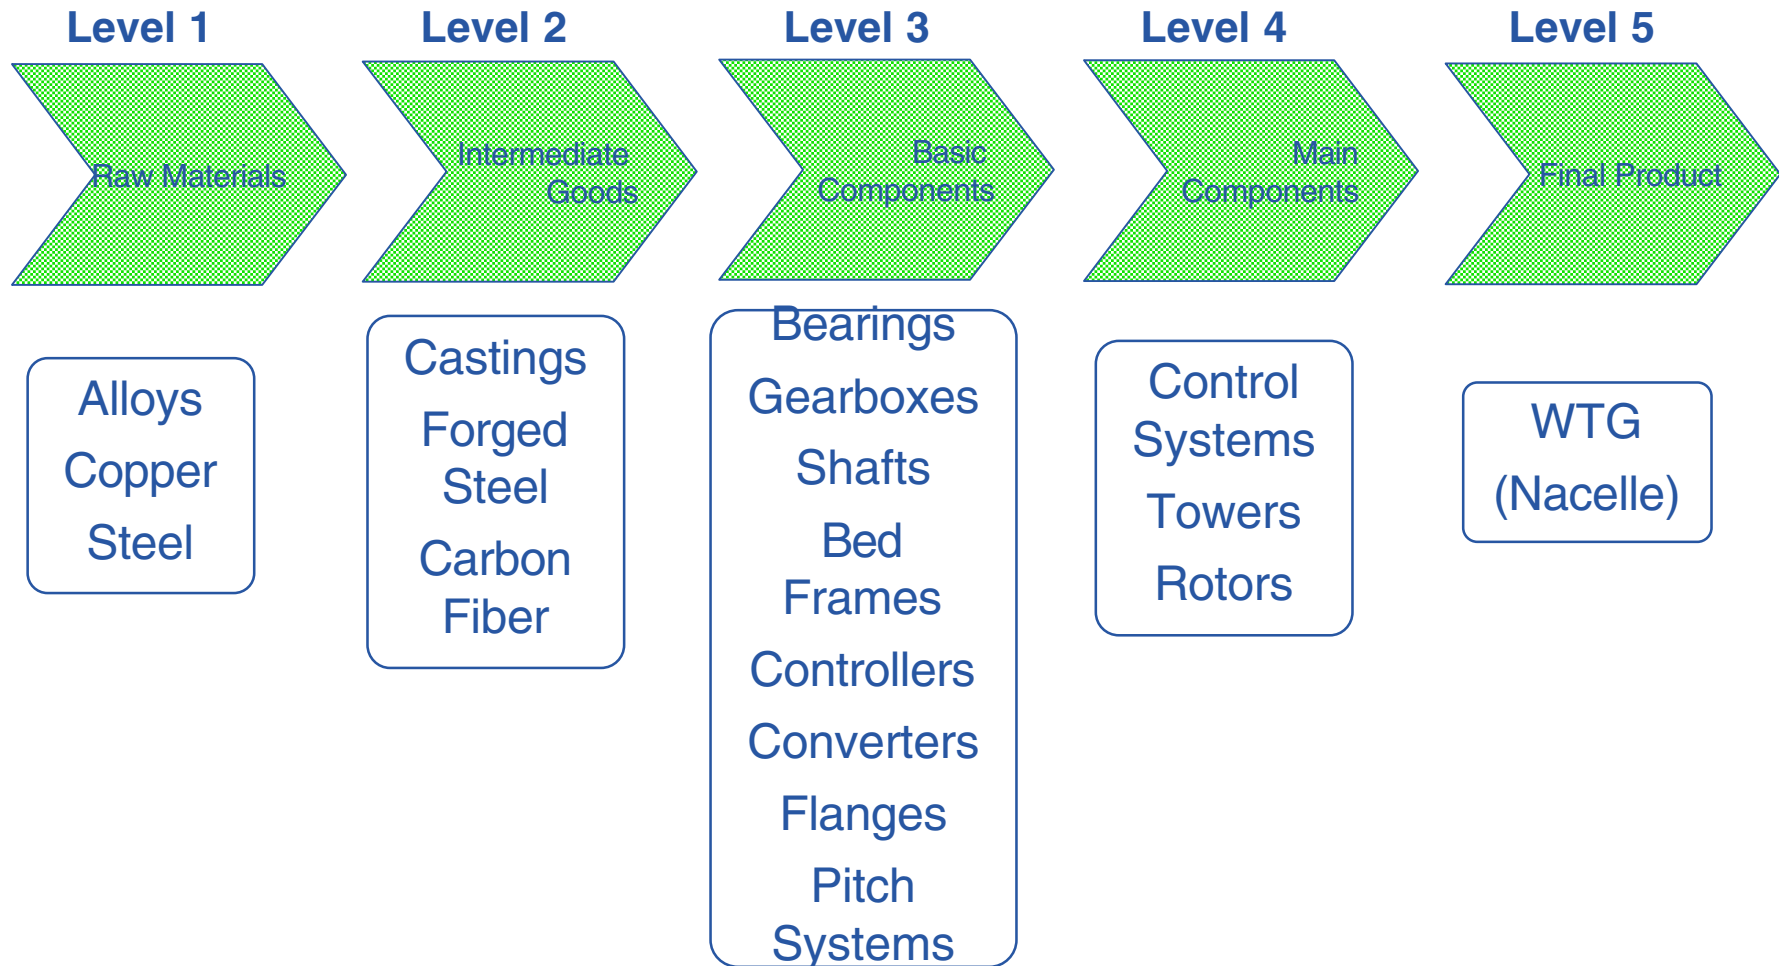 Level 1
Level 2
Level 3
Level 4
Level 5
Raw Materials
Intermediate
Goods
Basic
Components
Main
Components
Final Product
Alloys
Copper
Steel
Castings
Forged
Steel
Carbon
Fiber
Bearings
Gearboxes
Shafts
Bed
Frames
Controllers
Converters
Flanges
Pitch
Systems
Control
Systems
Towers
Rotors
WTG
(Nacelle)